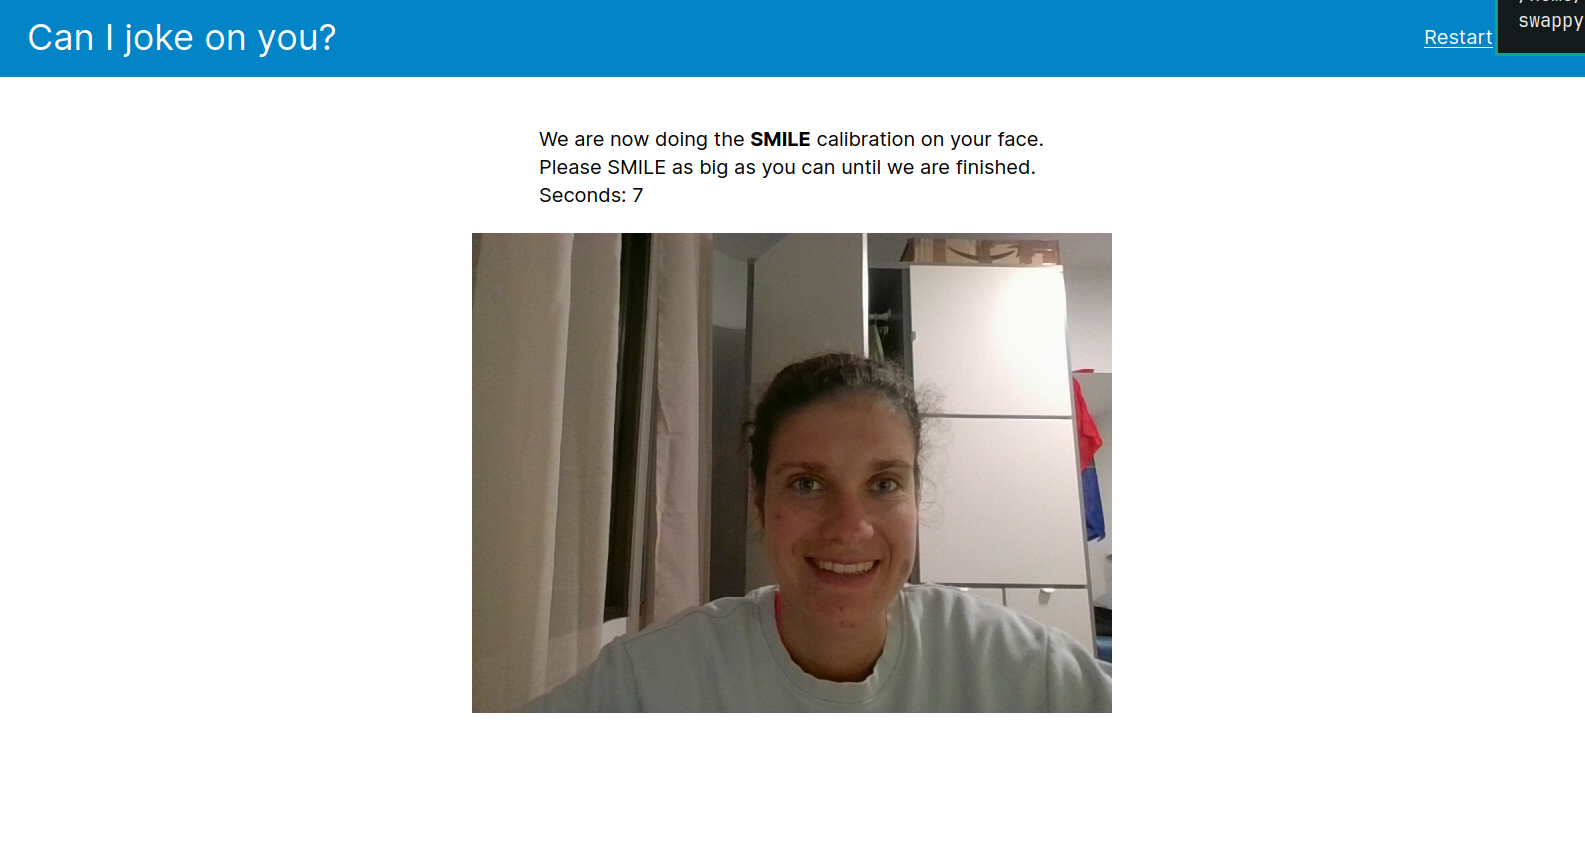 Can I joke on you?
Restart
swappy
We are now doing the SMILE calibration on your face.
Please SMILE as big as you can until we are finished.
Seconds: 7